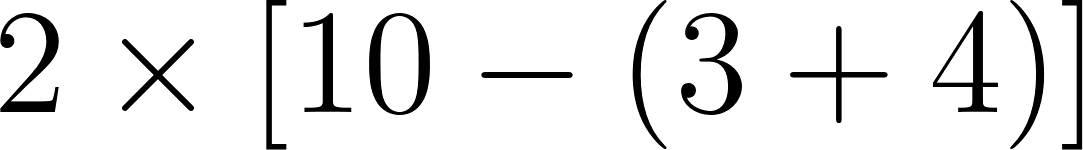 2 × [10 − (3 + 4)]